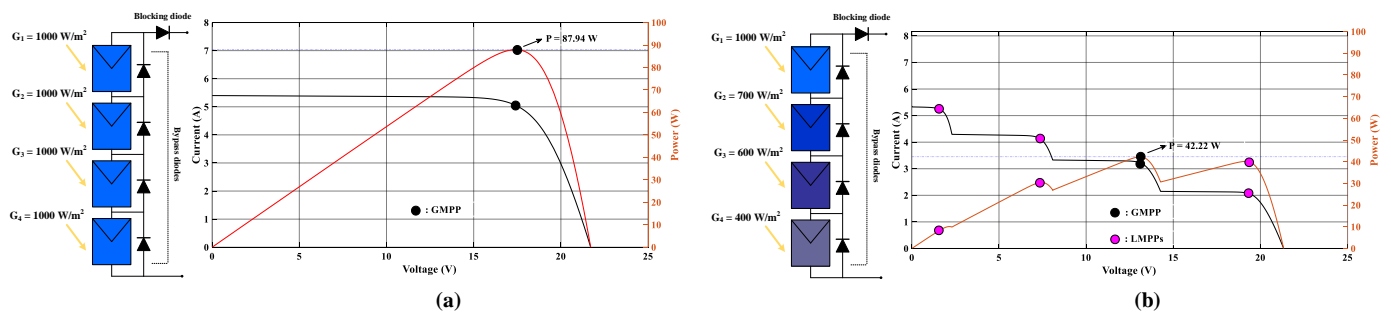 Blocking diode
G₁ = 1000 W/m²
G₂ = 1000 W/m²
G₃ = 1000 W/m²
G₄ = 1000 W/m²
Bypass diodes
8
7
6
5
4
3
2
1
0
Current (A)
P = 87.94 W
: GMPP
0
5
10
15
20
25
Voltage (V)
100
90
80
70
60
50
40
30
20
10
0
Power (W)
(a)
Blocking diode
G₁ = 1000 W/m²
G₂ = 700 W/m²
G₃ = 600 W/m²
G₄ = 400 W/m²
Bypass diodes
8
7
6
5
4
3
2
1
0
Current (A)
P = 42.22 W
: GMPP
: LMPPs
0
5
10
15
20
25
Voltage (V)
100
90
80
70
60
50
40
30
20
10
0
Power (W)
(b)